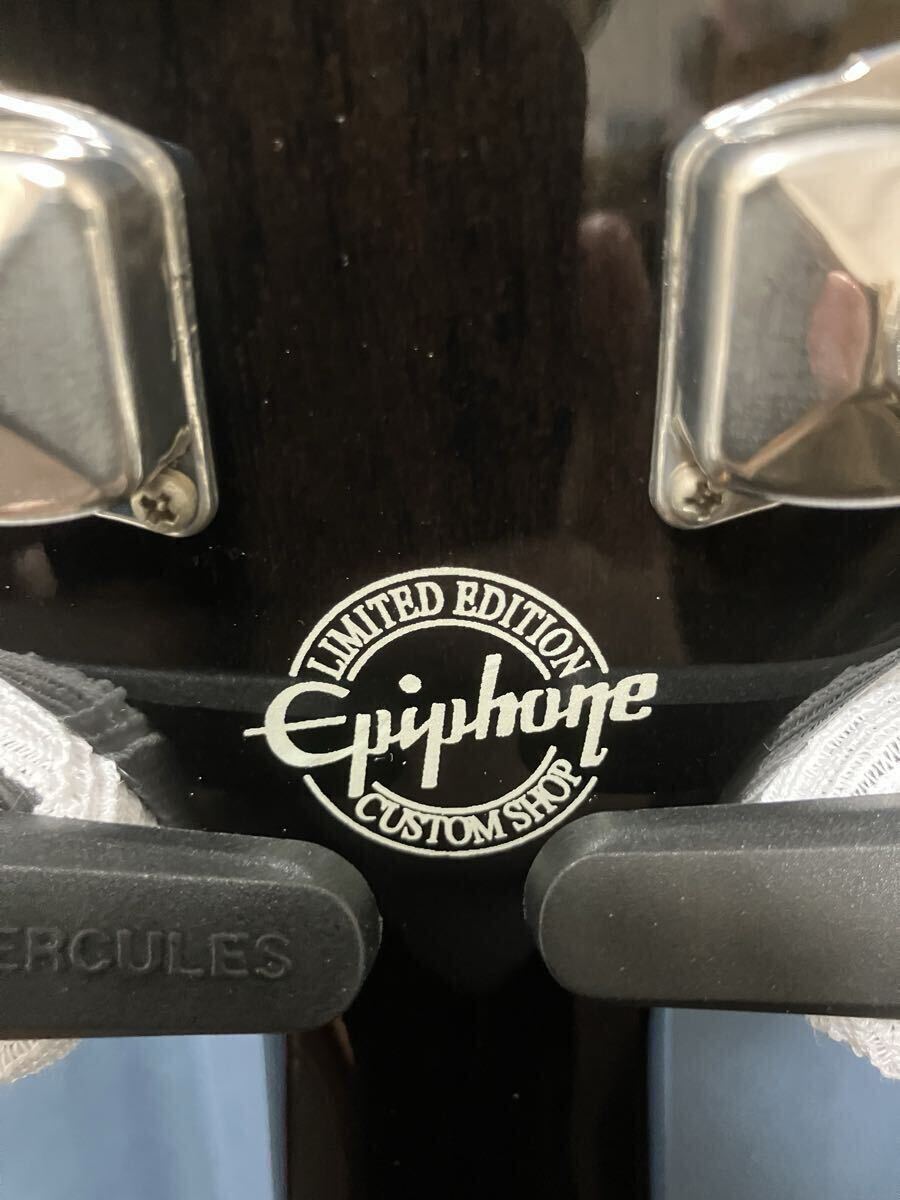 LIMITED EDITION
Epiphone
CUSTOM SHOP
ERCULES